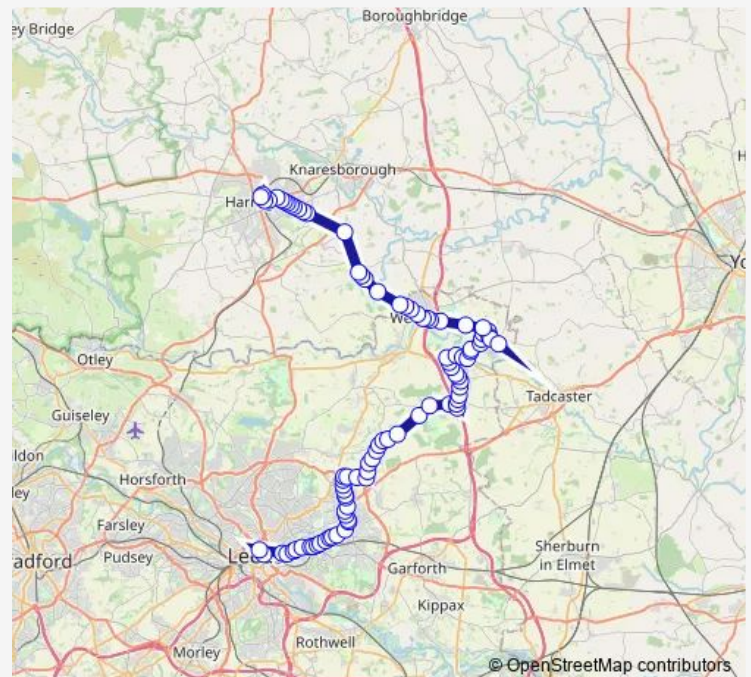 Boroughbridge
ey Bridge
Knaresborough
Har
Yo
We
Otley
Tadcaster
Guiseley
Horsforth
Farsley
Pudsey
Lee
adford
Sherburn
in Elmet
Garforth
Kippax
Rothwell
Morley
© OpenStreetMap contributors